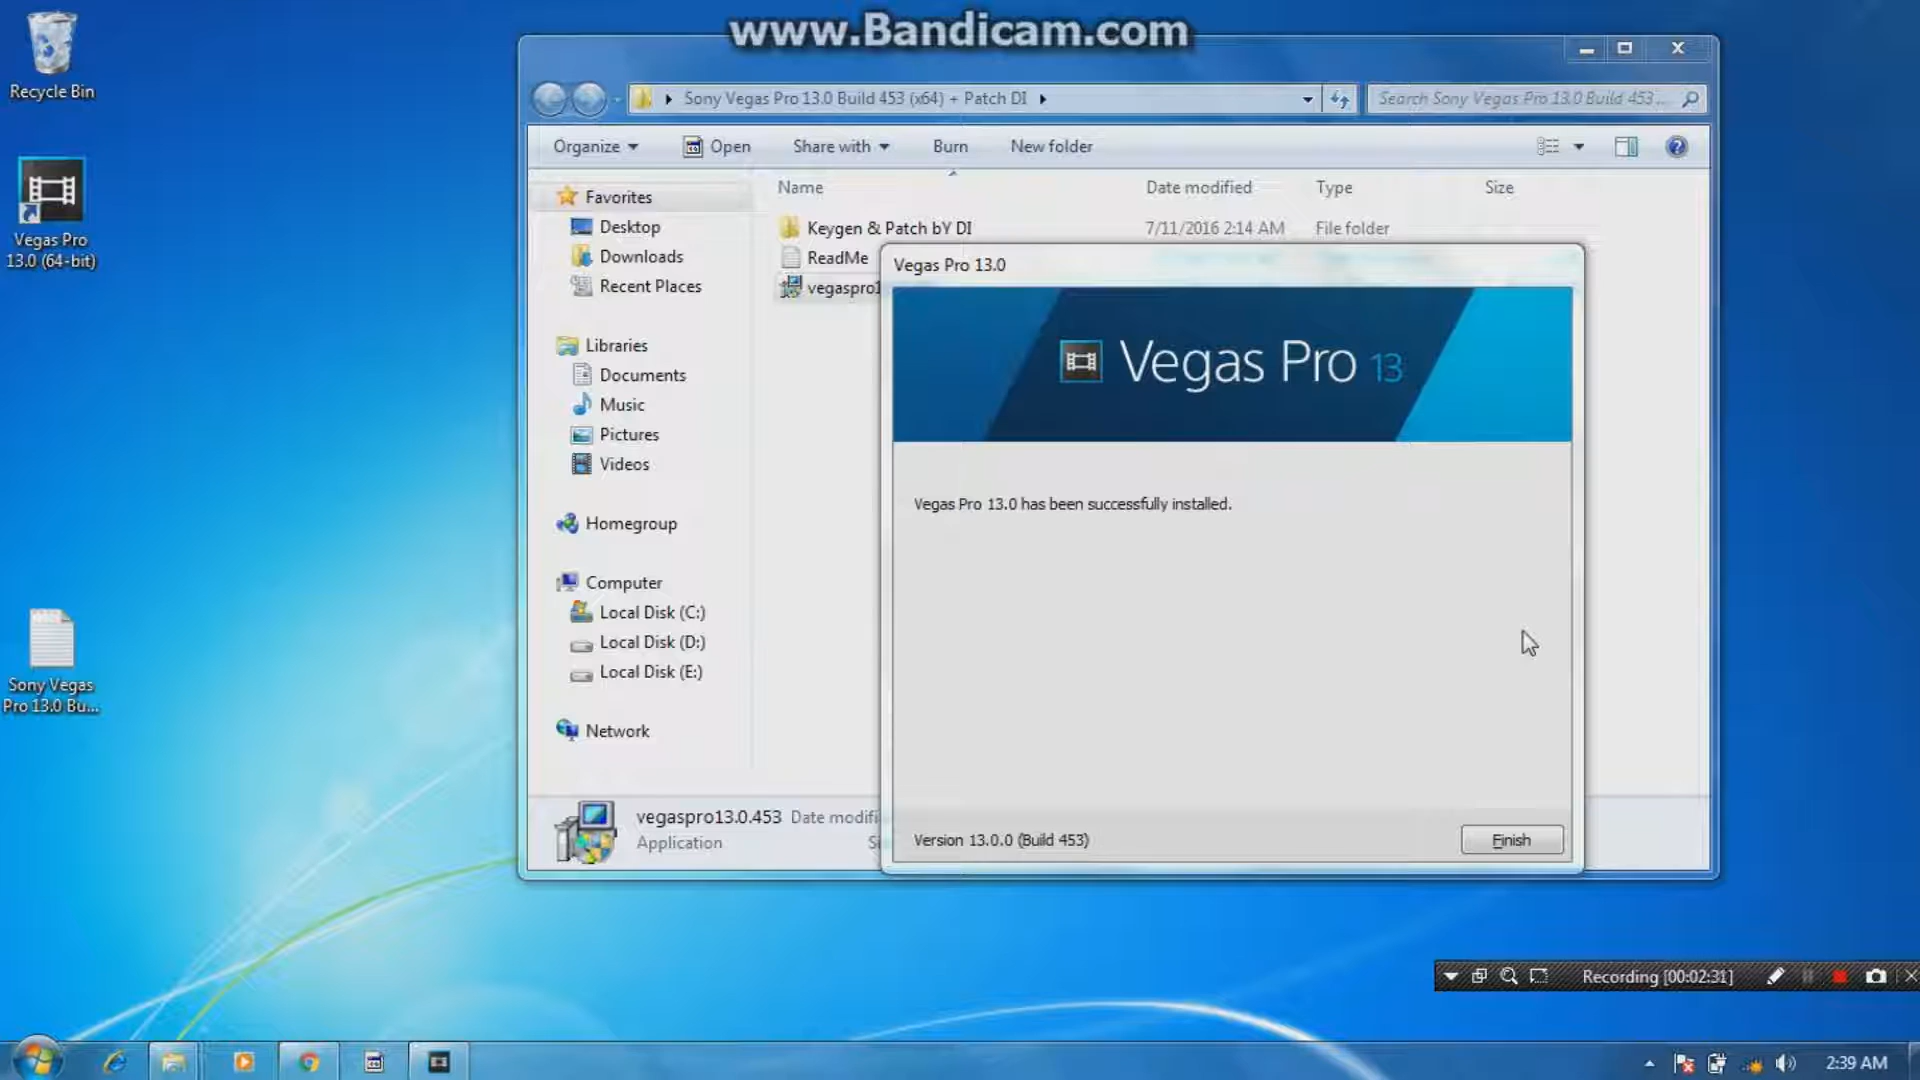 www.Bandicam.com
Recycle Bin
Vegas Pro
13.0 (64-bit)
Sony Vegas
Pro 13.0 Bu...
Sony Vegas Pro 13.0 Build 453 (x64) + Patch DI
Search Sony Vegas Pro 13.0 Build 453 ...
Organize
Open
Share with
Burn
New folder
Name
Date modified
Type
Size
Favorites
Desktop
Downloads
Recent Places
Libraries
Documents
Music
Pictures
Videos
Homegroup
Computer
Local Disk (C:)
Local Disk (D:)
Local Disk (E:)
Network
Keygen & Patch bY DI
7/11/2016 2:14 AM
File folder
ReadMe
vegaspro1
Vegas Pro 13.0
Vegas Pro 13
Vegas Pro 13.0 has been successfully installed.
Version 13.0.0 (Build 453)
Finish
vegaspro13.0.453
Date modifi
Application
Si
Recording [00:02:31]
2:39 AM